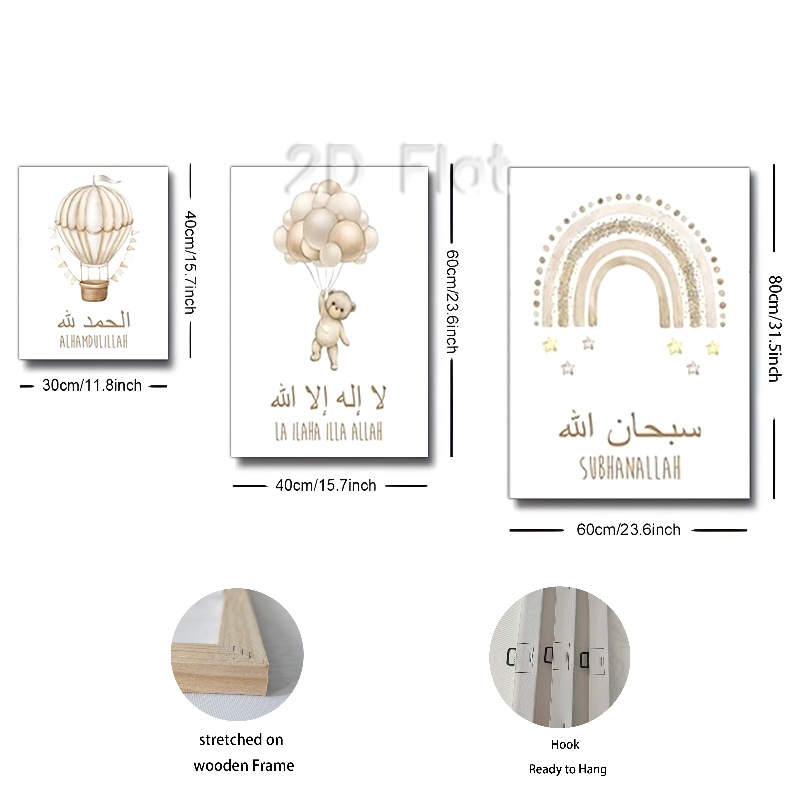 2D Flat
40cm/15.7inch
الحمد لله
ALHAMDULILLAH
30cm/11.8inch
60cm/23.6inch
لا إله إلا الله
LA ILAHA ILLA ALLAH
40cm/15.7inch
80cm/31.5inch
سبحان الله
SUBHANALLAH
60cm/23.6inch
stretched on
wooden Frame
Hook
Ready to Hang